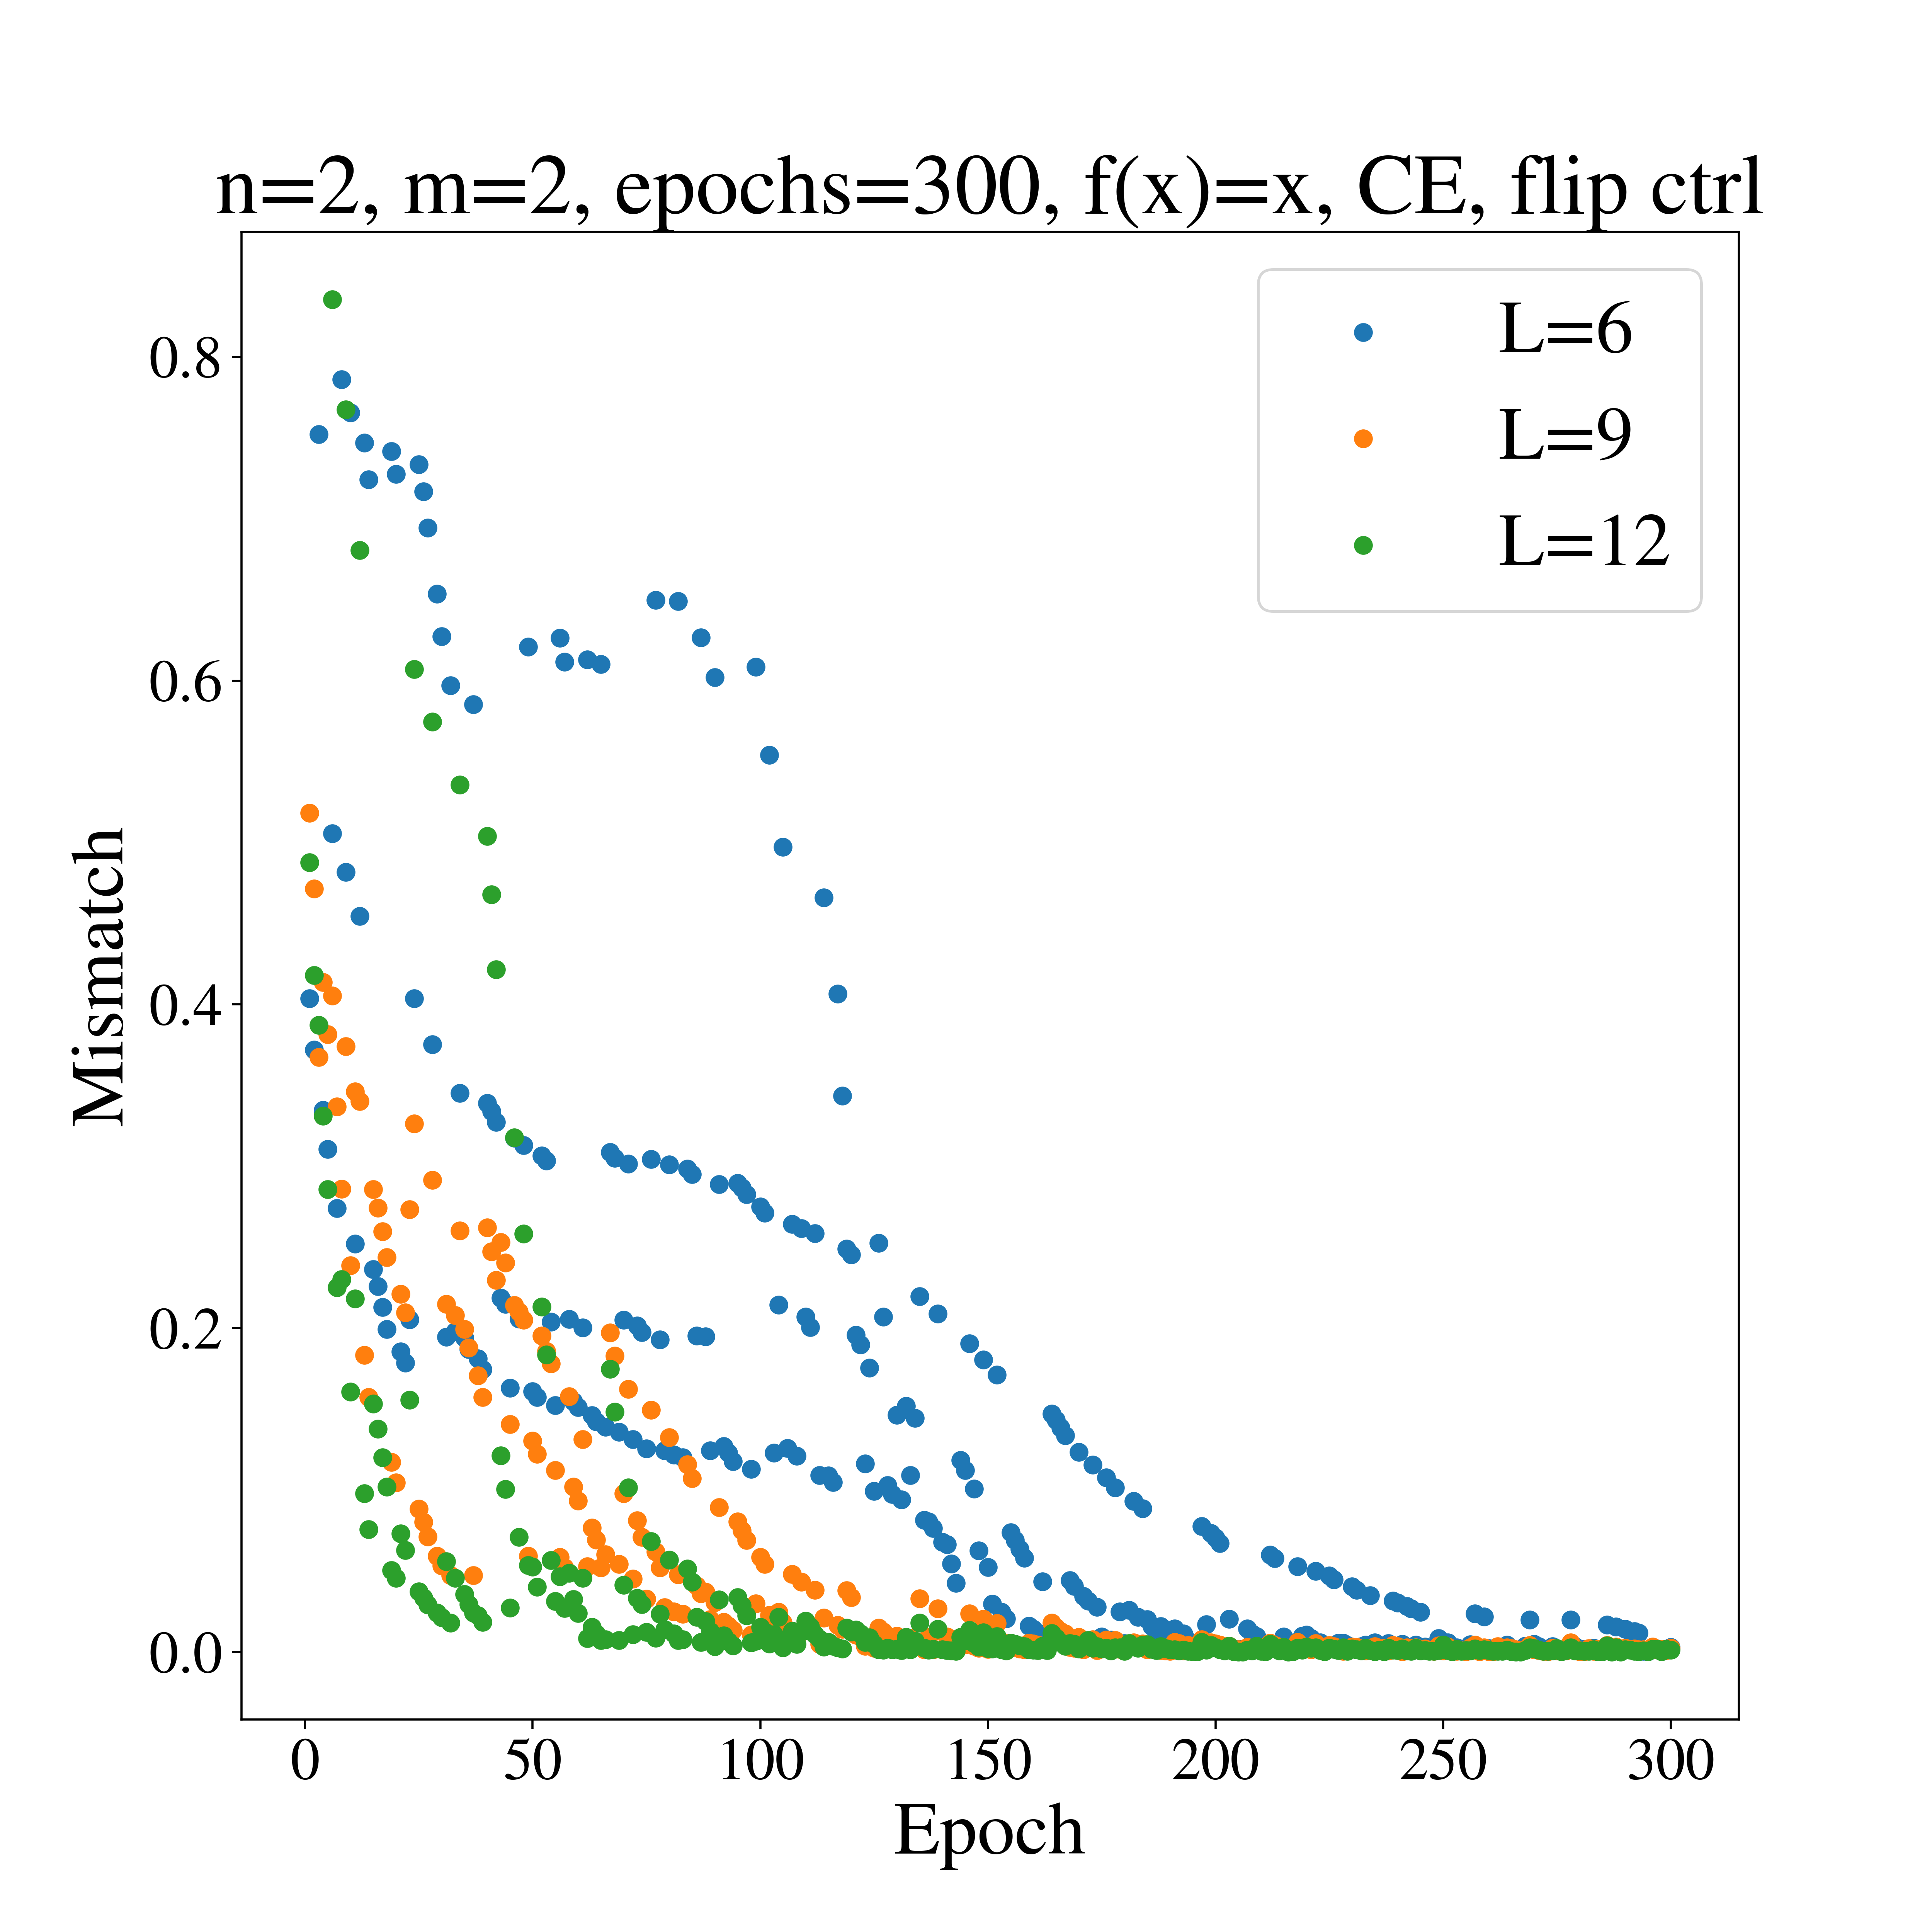 n=2, m=2, epochs=300, f(x)=x, CE, flip ctrl
L=6
L=9
L=12
0.8
0.6
0.4
0.2
0.0
Mismatch
0 50 100 150 200 250 300
Epoch